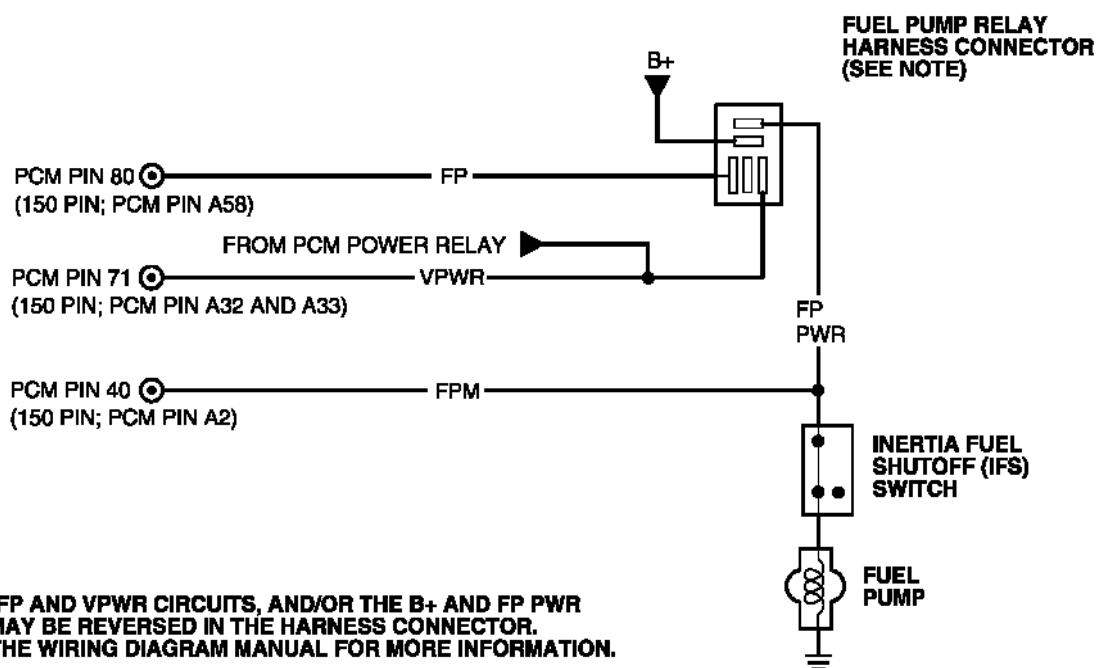 FUEL PUMP RELAY
HARNESS CONNECTOR
(SEE NOTE)
B+
PCM PIN 80
FP
(150 PIN; PCM PIN A58)
FROM PCM POWER RELAY
PCM PIN 71
VPWR
(150 PIN; PCM PIN A32 AND A33)
FP
PWR
PCM PIN 40
FPM
(150 PIN; PCM PIN A2)
INERTIA FUEL
SHUTOFF (IFS)
SWITCH
FUEL
PUMP
FP AND VPWR CIRCUITS, AND/OR THE B+ AND FP PWR
MAY BE REVERSED IN THE HARNESS CONNECTOR.
THE WIRING DIAGRAM MANUAL FOR MORE INFORMATION.